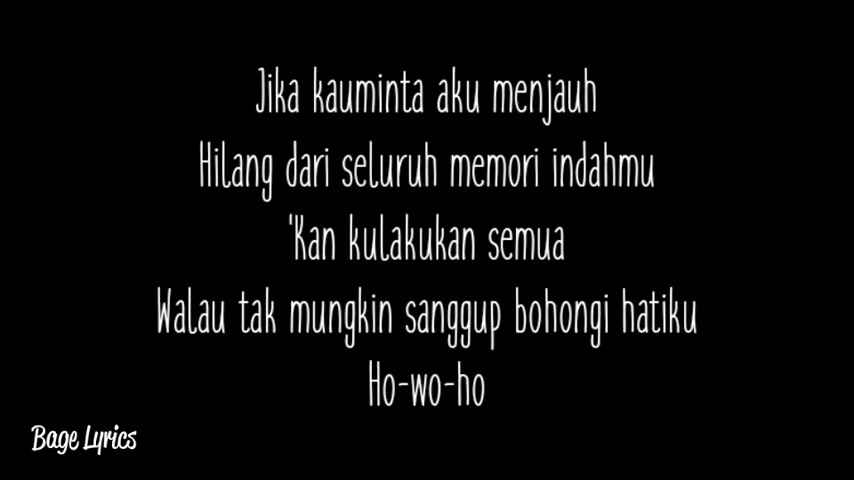 Jika kauminta aku menjauh
Hilang dari seluruh memori indahmu
'Kan kulakukan semua
Walau tak mungkin sanggup bohongi hatiku
Ho-wo-ho
Bage Lyrics